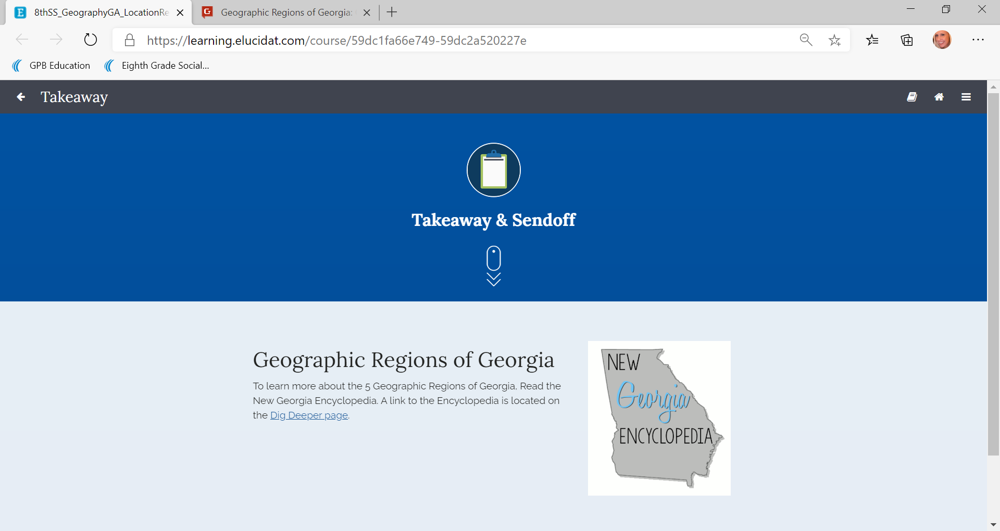 8thSS_GeographyGA_LocationRe
Geographic Regions of Georgia:
https://learning.elucidat.com/course/59dc1fa66e749-59dc2a520227e
GPB Education
Eighth Grade Social...
Takeaway
Takeaway & Sendoff
Geographic Regions of Georgia
To learn more about the 5 Geographic Regions of Georgia, Read the
New Georgia Encyclopedia. A link to the Encyclopedia is located on
the Dig Deeper page.
NEW
Georgia
ENCYCLOPEDIA